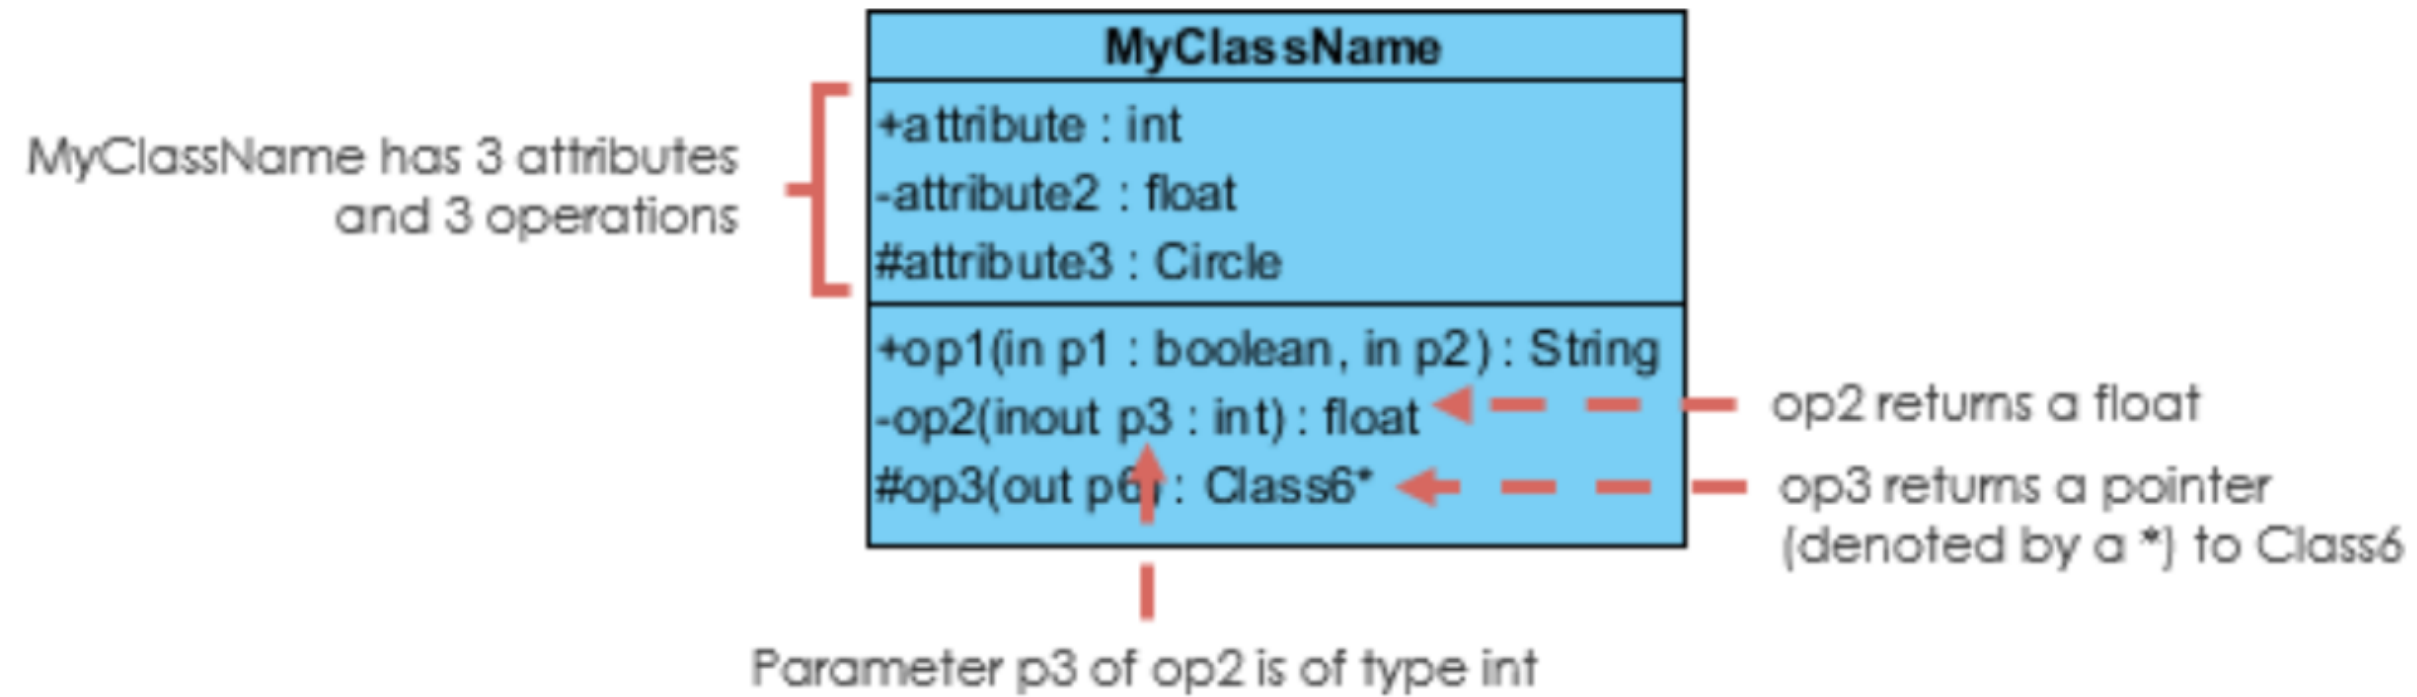 MyClassName
+attribute : int
-attribute2 : float
#attribute3 : Circle
+op1(in p1 : boolean, in p2) : String
-op2(inout p3 : int) : float
#op3(out p6) : Class6*
MyClassName has 3 attributes
and 3 operations
op2 returns a float
op3 returns a pointer
(denoted by a *) to Class6
Parameter p3 of op2 is of type int